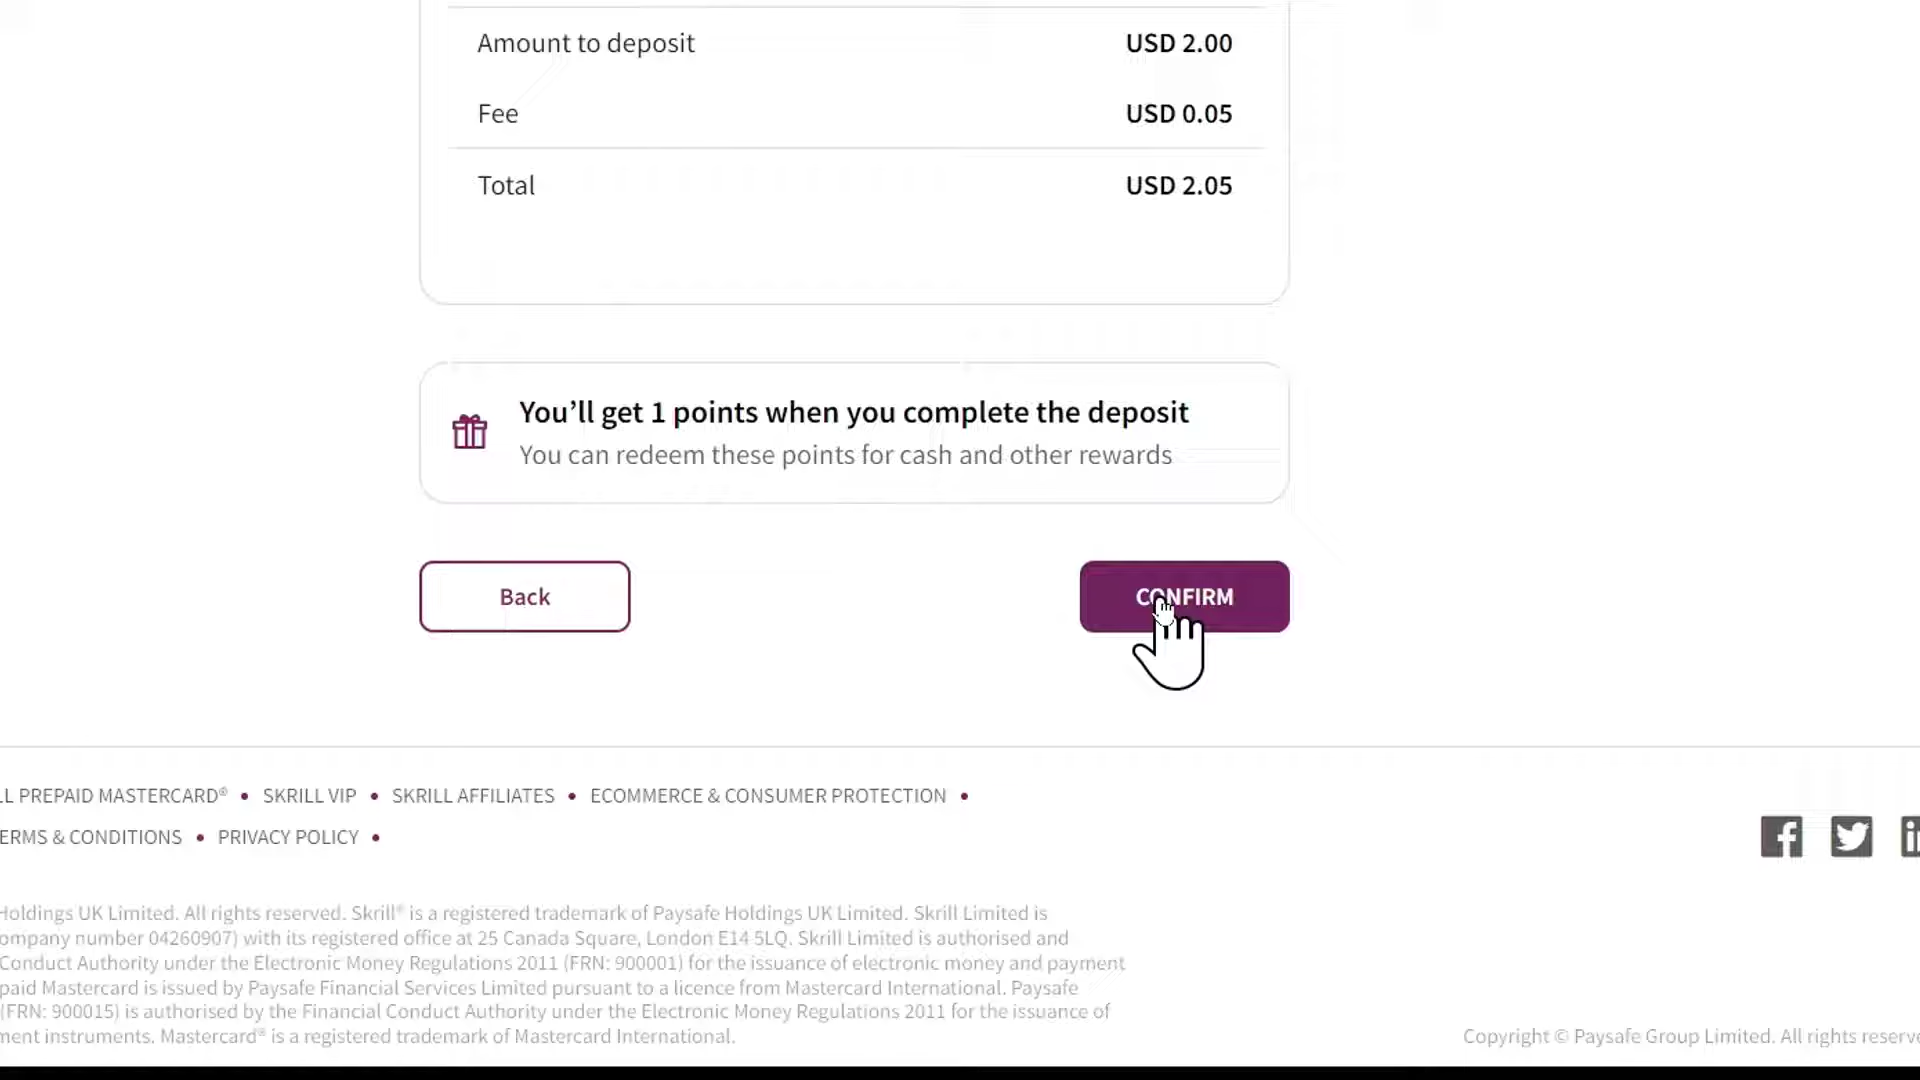 Amount to deposit USD 2.00
Fee USD 0.05
Total USD 2.05
You’ll get 1 points when you complete the deposit
You can redeem these points for cash and other rewards
Back CONFIRM
LL PREPAID MASTERCARD® • SKRILL VIP • SKRILL AFFILIATES • ECOMMERCE & CONSUMER PROTECTION •
ERMS & CONDITIONS • PRIVACY POLICY •
Holdings UK Limited. All rights reserved. Skrill® is a registered trademark of Paysafe Holdings UK Limited. Skrill Limited is
ompany number 04260907) with its registered office at 25 Canada Square, London E14 5LQ. Skrill Limited is authorised and
Conduct Authority under the Electronic Money Regulations 2011 (FRN: 900001) for the issuance of electronic money and payment
paid Mastercard is issued by Paysafe Financial Services Limited pursuant to a licence from Mastercard International. Paysafe
(FRN: 900015) is authorised by the Financial Conduct Authority under the Electronic Money Regulations 2011 for the issuance of
ment instruments. Mastercard® is a registered trademark of Mastercard International.
Copyright © Paysafe Group Limited. All rights reserve